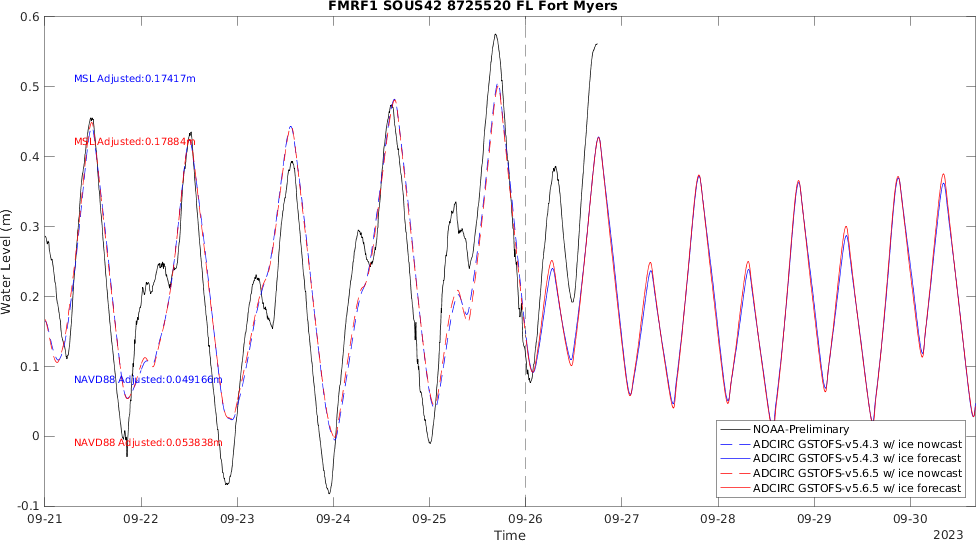 FMRF1 SOUS42 8725520 FL Fort Myers
0.6
0.5
0.4
0.3
0.2
0.1
0
-0.1
Water Level (m)
MSL Adjusted:0.17417m
MSL Adjusted:0.17884m
NAVD88 Adjusted:0.049166m
NAVD88 Adjusted:0.053838m
NOAA-Preliminary
ADCIRC GSTOFS-v5.4.3 w/ ice nowcast
ADCIRC GSTOFS-v5.4.3 w/ ice forecast
ADCIRC GSTOFS-v5.6.5 w/ ice nowcast
ADCIRC GSTOFS-v5.6.5 w/ ice forecast
09-21 09-22 09-23 09-24 09-25 09-26 09-27 09-28 09-29 09-30
Time
2023